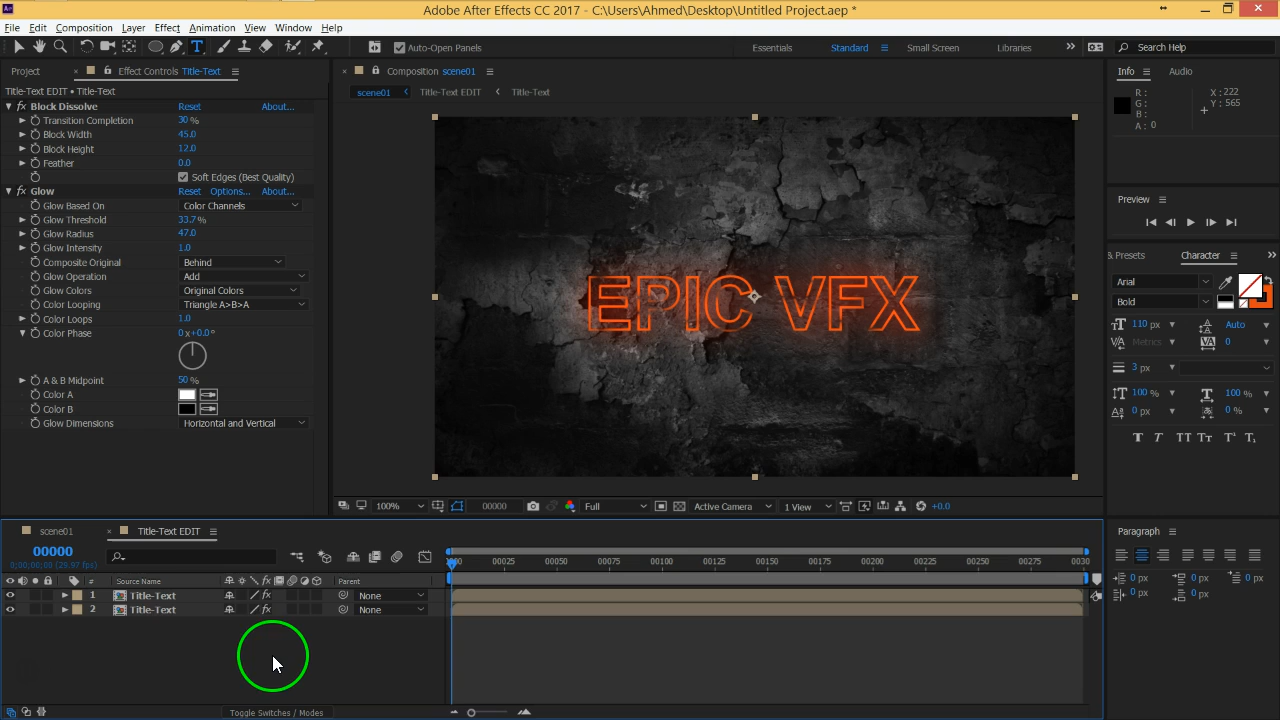 Adobe After Effects CC 2017 - C:\Users\Ahmed\Desktop\Untitled Project.aep *
File Edit Composition Layer Effect Animation View Window Help
Auto-Open Panels Essentials Standard Small Screen Libraries Search Help
Project Effect Controls Title-Text Composition scene01 Info Audio
Title-Text EDIT • Title-Text
scene01 Title-Text EDIT Title-Text
R: X: 222
G: Y: 565
B:
A: 0
Block Dissolve Reset About...
Transition Completion 30 %
Block Width 45.0
Block Height 12.0
Feather 0.0
Soft Edges (Best Quality)
Glow Reset Options... About...
Glow Based On Color Channels
Glow Threshold 33.7%
Glow Radius 47.0
Glow Intensity 1.0
Composite Original Behind
Glow Operation Add
Glow Colors Original Colors
Color Looping Triangle A>B>A
Color Loops 1.0
Color Phase 0 x+0.0°
A & B Midpoint 50 %
Color A
Color B
Glow Dimensions Horizontal and Vertical
EPIC VFX
Preview
& Presets Character
Arial
Bold
110 px Auto
Metrics 0
3 px
100 % 100 %
0 px 0 %
T T TT Tт T¹ T₁
100% 00000 Full Active Camera 1 View +0.0
scene01 Title-Text EDIT
00000
0;00;00;00 (29.97 fps)
00025 00050 00075 00100 00125 00150 00175 00200 00225 00250 00275 0030
# Source Name Parent
1 Title-Text None
2 Title-Text None
Toggle Switches / Modes
Paragraph
0 px 0 px 0 px
0 px 0 px